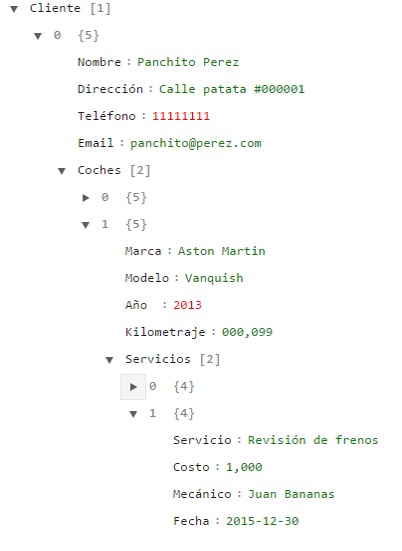 Cliente [1]
0 {5}
Nombre : Panchito Perez
Dirección : Calle patata #000001
Teléfono : 11111111
Email : panchito@perez.com
Coches [2]
0 {5}
1 {5}
Marca : Aston Martin
Modelo : Vanquish
Año : 2013
Kilometraje : 000,099
Servicios [2]
0 {4}
1 {4}
Servicio : Revisión de frenos
Costo : 1,000
Mecánico : Juan Bananas
Fecha : 2015-12-30